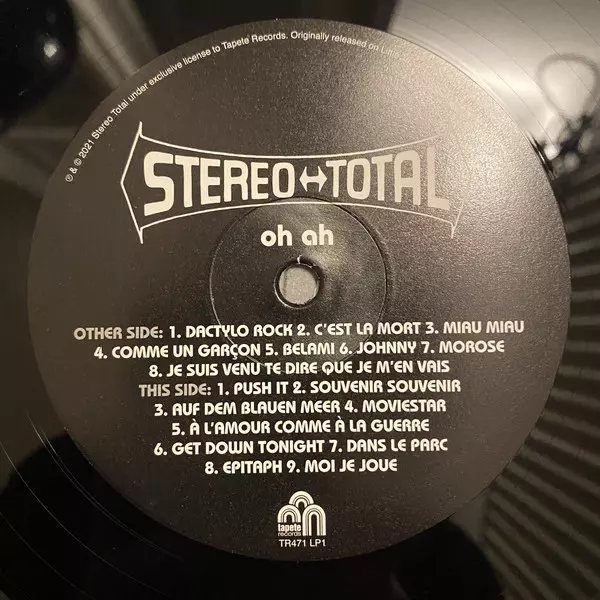 ℗ & © 2021 Stereo Total under exclusive license to Tapete Records. Originally released on
STEREO↔TOTAL
oh ah
OTHER SIDE: 1. DACTYLO ROCK 2. C'EST LA MORT 3. MIAU MIAU
4. COMME UN GARÇON 5. BELAMI 6. JOHNNY 7. MOROSE
8. JE SUIS VENU TE DIRE QUE JE M'EN VAIS
THIS SIDE: 1. PUSH IT 2. SOUVENIR SOUVENIR
3. AUF DEM BLAUEN MEER 4. MOVIESTAR
5. À L'AMOUR COMME À LA GUERRE
6. GET DOWN TONIGHT 7. DANS LE PARC
8. EPITAPH 9. MOI JE JOUE
tapete
records
TR471 LP1